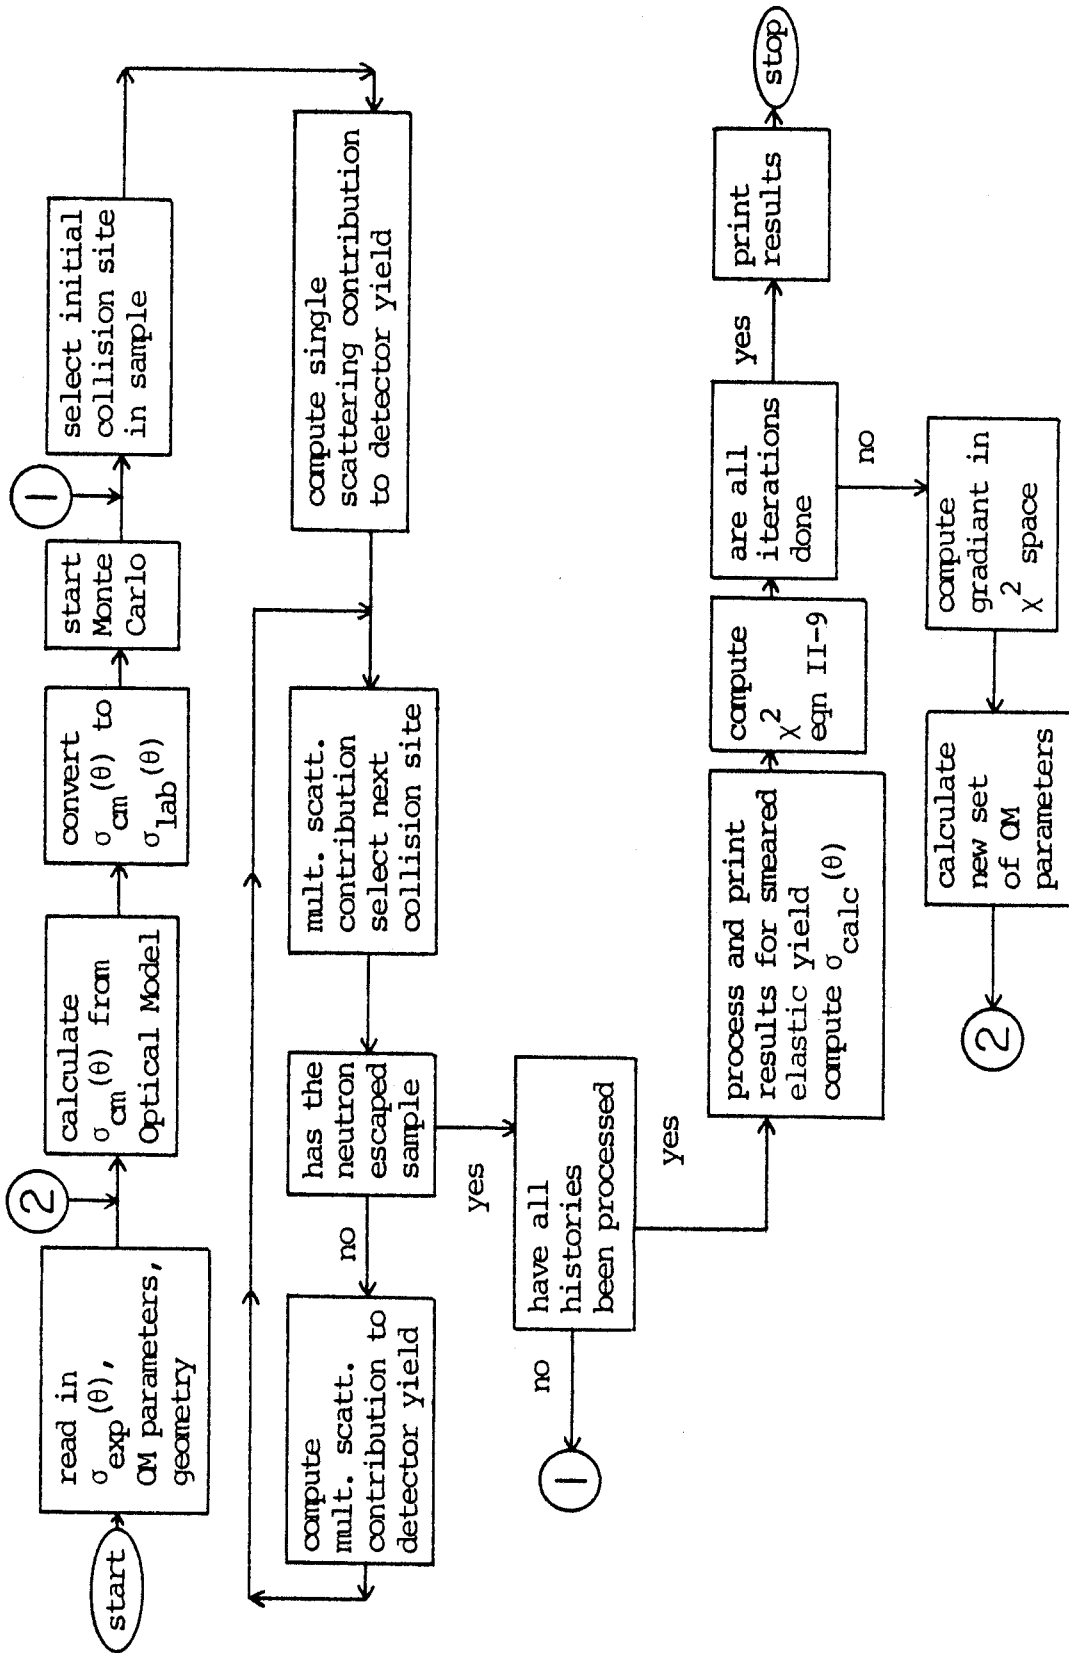 start
read in
σexp(θ),
OM parameters,
geometry
2
calculate
σcm(θ) from
Optical Model
convert
σcm(θ) to
σlab(θ)
start
Monte
Carlo
1
select initial
collision site
in sample
compute single
scattering contribution
to detector yield
mult. scatt.
contribution
select next
collision site
has the
neutron
escaped
sample
no
compute
mult. scatt.
contribution to
detector yield
yes
have all
histories
been processed
no
1
yes
process and print
results for smeared
elastic yield
compute σcalc(θ)
compute
χ²
eqn II-9
are all
iterations
done
yes
print
results
stop
no
compute
gradiant in
χ² space
calculate
new set
of OM
parameters
2